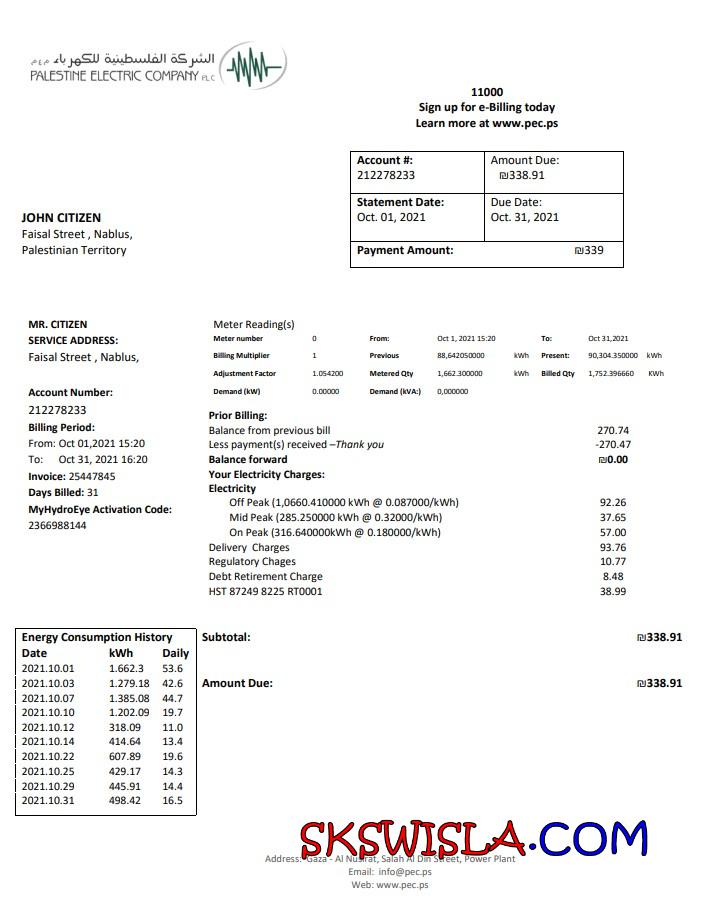 الشركة الفلسطينية للكهرباء م.ع.م
PALESTINE ELECTRIC COMPANY PLC
11000
Sign up for e-Billing today
Learn more at www.pec.ps
Account #: Amount Due:
212278233 ₪338.91
Statement Date: Due Date:
Oct. 01, 2021 Oct. 31, 2021
Payment Amount: ₪339
JOHN CITIZEN
Faisal Street , Nablus,
Palestinian Territory
MR. CITIZEN
SERVICE ADDRESS:
Faisal Street , Nablus,
Account Number:
212278233
Billing Period:
From: Oct 01,2021 15:20
To: Oct 31,2021 16:20
Invoice: 25447845
Days Billed: 31
MyHydroEye Activation Code:
2366988144
Meter Reading(s)
Meter number 0 From: Oct 1, 2021 15:20 To: Oct 31,2021
Billing Multiplier 1 Previous 88,642050000 kWh Present: 90,304.350000 kWh
Adjustment Factor 1.054200 Metered Qty 1,662.300000 kWh Billed Qty 1,752.396660 KWh
Demand (kW) 0.00000 Demand (kVA:) 0,000000
Prior Billing:
Balance from previous bill 270.74
Less payment(s) received –Thank you -270.47
Balance forward ₪0.00
Your Electricity Charges:
Electricity
Off Peak (1,0660.410000 kWh @ 0.087000/kWh) 92.26
Mid Peak (285.250000 kWh @ 0.32000/kWh) 37.65
On Peak (316.640000kWh @ 0.180000/kWh) 57.00
Delivery Charges 93.76
Regulatory Chages 10.77
Debt Retirement Charge 8.48
HST 87249 8225 RT0001 38.99
Energy Consumption History
Date kWh Daily
2021.10.01 1.662.3 53.6
2021.10.03 1.279.18 42.6
2021.10.07 1.385.08 44.7
2021.10.10 1.202.09 19.7
2021.10.12 318.09 11.0
2021.10.14 414.64 13.4
2021.10.22 607.89 19.6
2021.10.25 429.17 14.3
2021.10.29 445.91 14.4
2021.10.31 498.42 16.5
Subtotal: ₪338.91
Amount Due: ₪338.91
SKSWISLA.COM
Address: Gaza - Al Nusirat, Salah Al Din Street, Power Plant
Email: info@pec.ps
Web: www.pec.ps